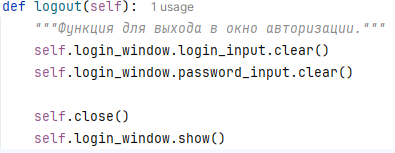 def logout(self): 1 usage
"""Функция для выхода в окно авторизации."""
self.login_window.login_input.clear()
self.login_window.password_input.clear()
self.close()
self.login_window.show()